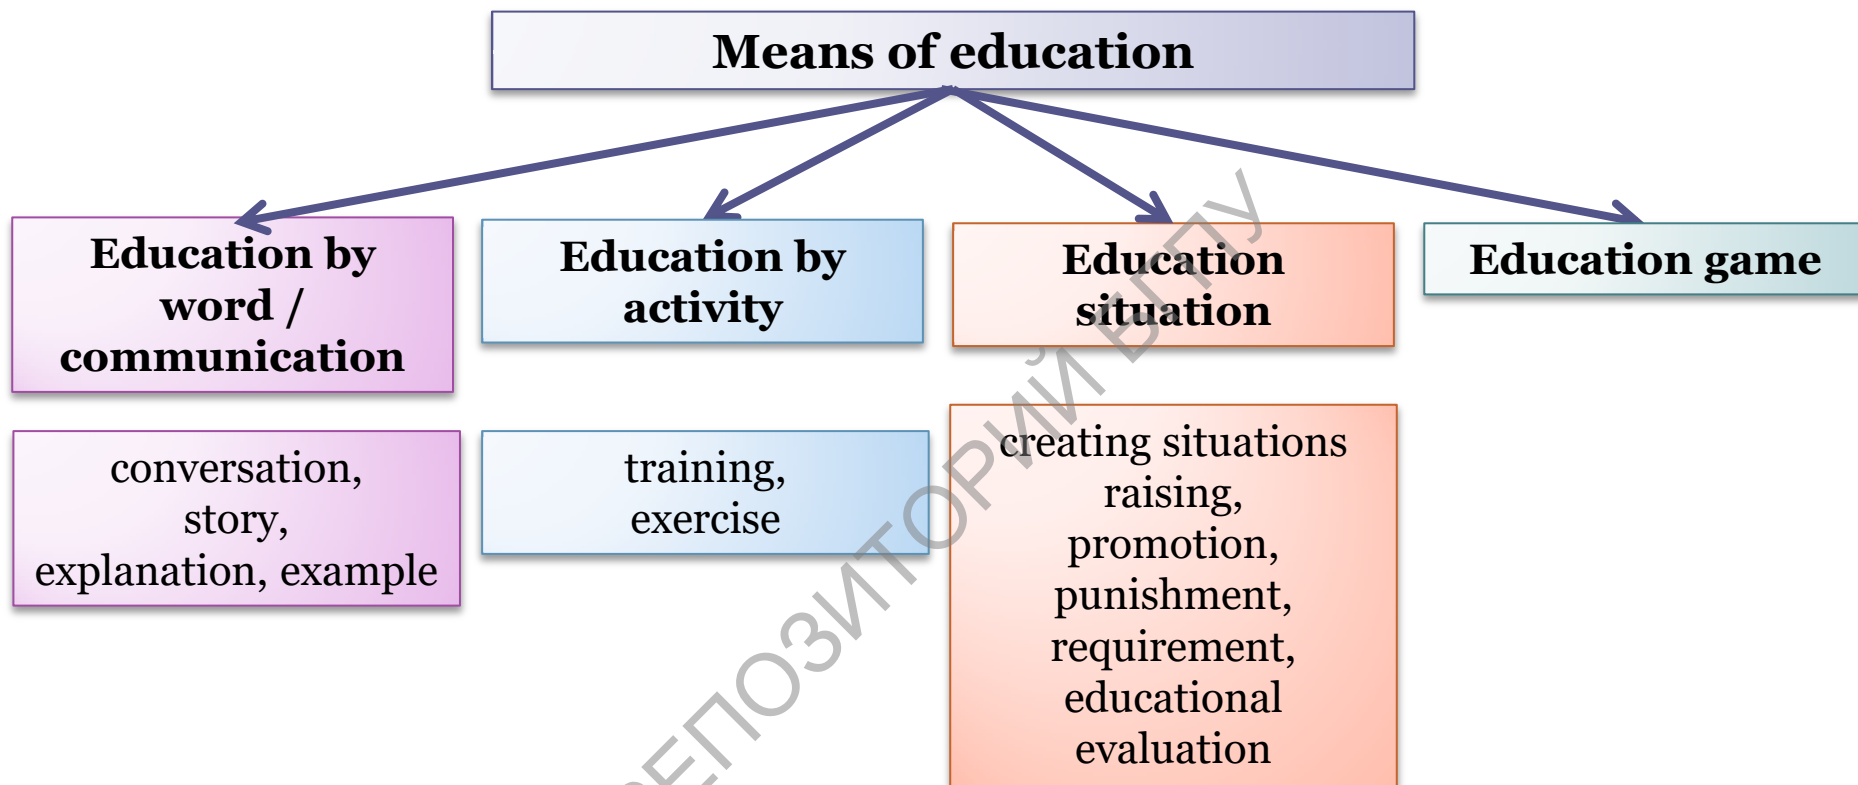 Means of education
Education by
word /
communication
Education by
activity
Education
situation
Education game
conversation,
story,
explanation, example
training,
exercise
creating situations
raising,
promotion,
punishment,
requirement,
educational
evaluation
РЕПОЗИТОРИЙ БГПУ